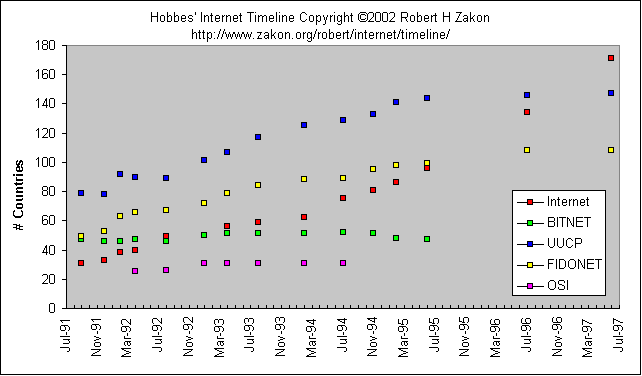 Hobbes' Internet Timeline Copyright ©2002 Robert H Zakon
http://www.zakon.org/robert/internet/timeline/
# Countries
180
160
140
120
100
80
60
40
20
0
Internet
BITNET
UUCP
FIDONET
OSI
Jul-91
Nov-91
Mar-92
Jul-92
Nov-92
Mar-93
Jul-93
Nov-93
Mar-94
Jul-94
Nov-94
Mar-95
Jul-95
Nov-95
Mar-96
Jul-96
Nov-96
Mar-97
Jul-97